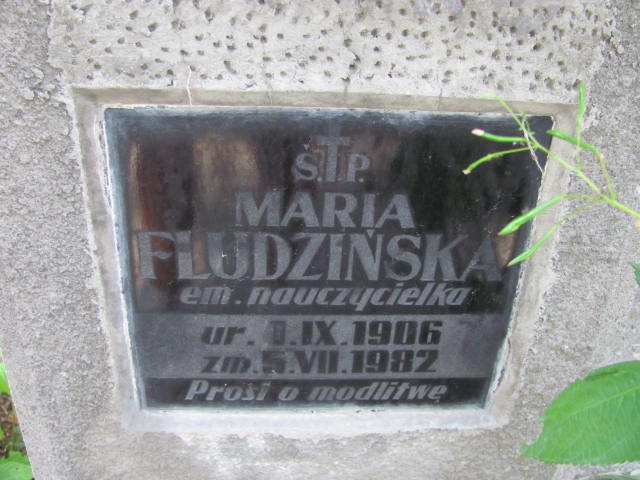 Ś.T.P.
MARIA
FLUDZIŃSKA
em. nauczycielka
ur. 1.IX.1906
zm. 5.VII.1982
Prosi o modlitwę